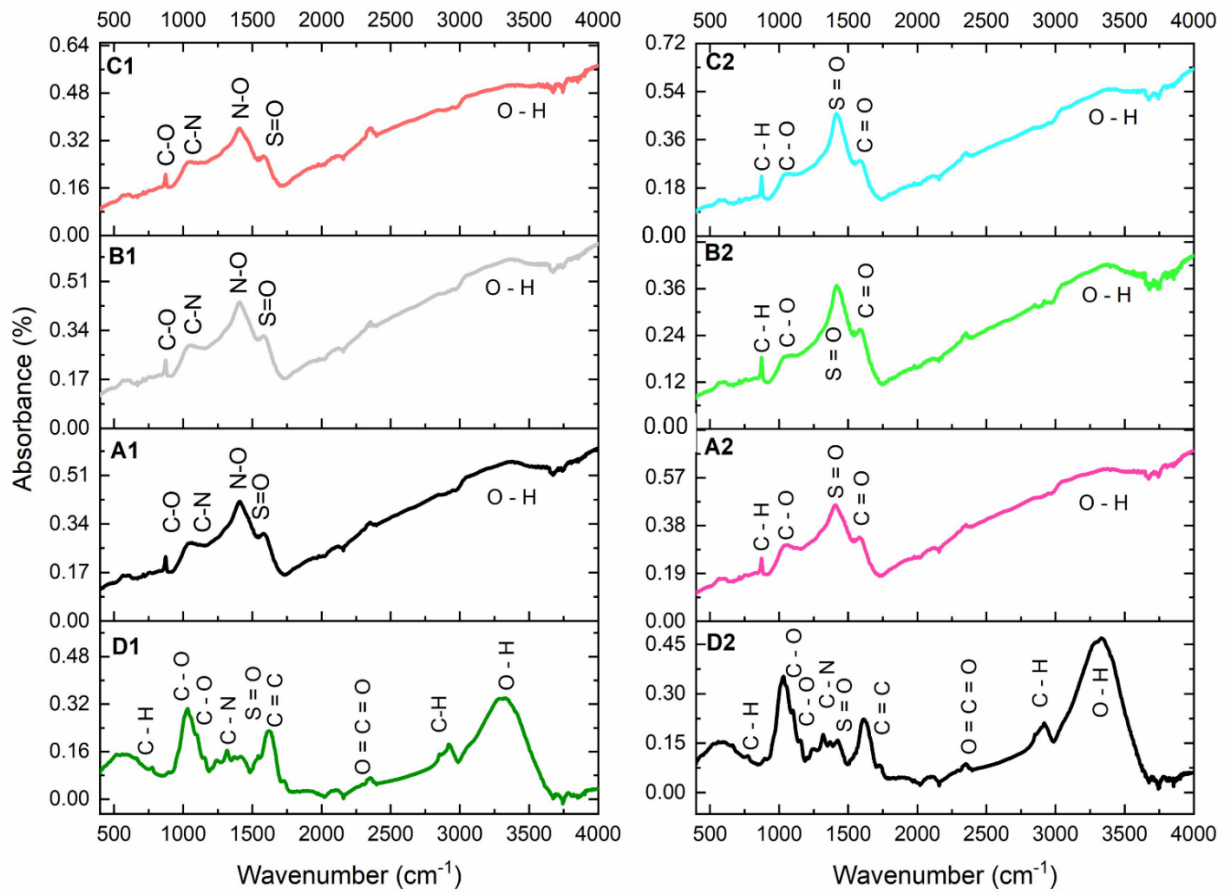 500 1000 1500 2000 2500 3000 3500 4000
500 1000 1500 2000 2500 3000 3500 4000
Absorbance (%)
C1
0.64
0.48
0.32
0.16
0.00
C-O
C-N
N-O
S=O
O - H
B1
0.51
0.34
0.17
0.00
C-O
C-N
N-O
S=O
O - H
A1
0.51
0.34
0.17
0.00
C-O
C-N
N-O
S=O
O - H
D1
0.48
0.32
0.16
0.00
C - H
C - O
C - O
C - N
S = O
C = C
O = C = O
C-H
O - H
500 1000 1500 2000 2500 3000 3500 4000
Wavenumber (cm⁻¹)
C2
0.72
0.54
0.36
0.18
0.00
C - H
C - O
S = O
C = O
O - H
B2
0.36
0.24
0.12
0.00
C - H
C - O
S = O
C = O
O - H
A2
0.57
0.38
0.19
0.00
C - H
C - O
S = O
C = O
O - H
D2
0.45
0.30
0.15
0.00
C - H
C - O
C - O
C - N
S = O
C = C
O = C = O
C - H
O - H
500 1000 1500 2000 2500 3000 3500 4000
Wavenumber (cm⁻¹)